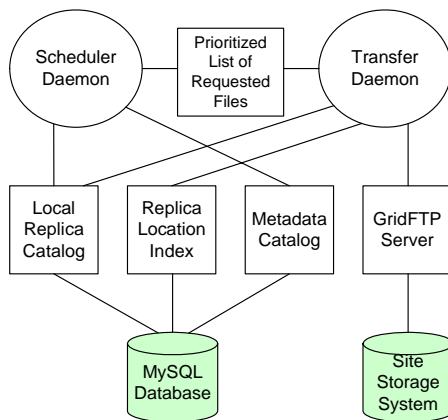 Scheduler
Daemon
Prioritized
List of
Requested
Files
Transfer
Daemon
Local
Replica
Catalog
Replica
Location
Index
Metadata
Catalog
GridFTP
Server
MySQL
Database
Site
Storage
System